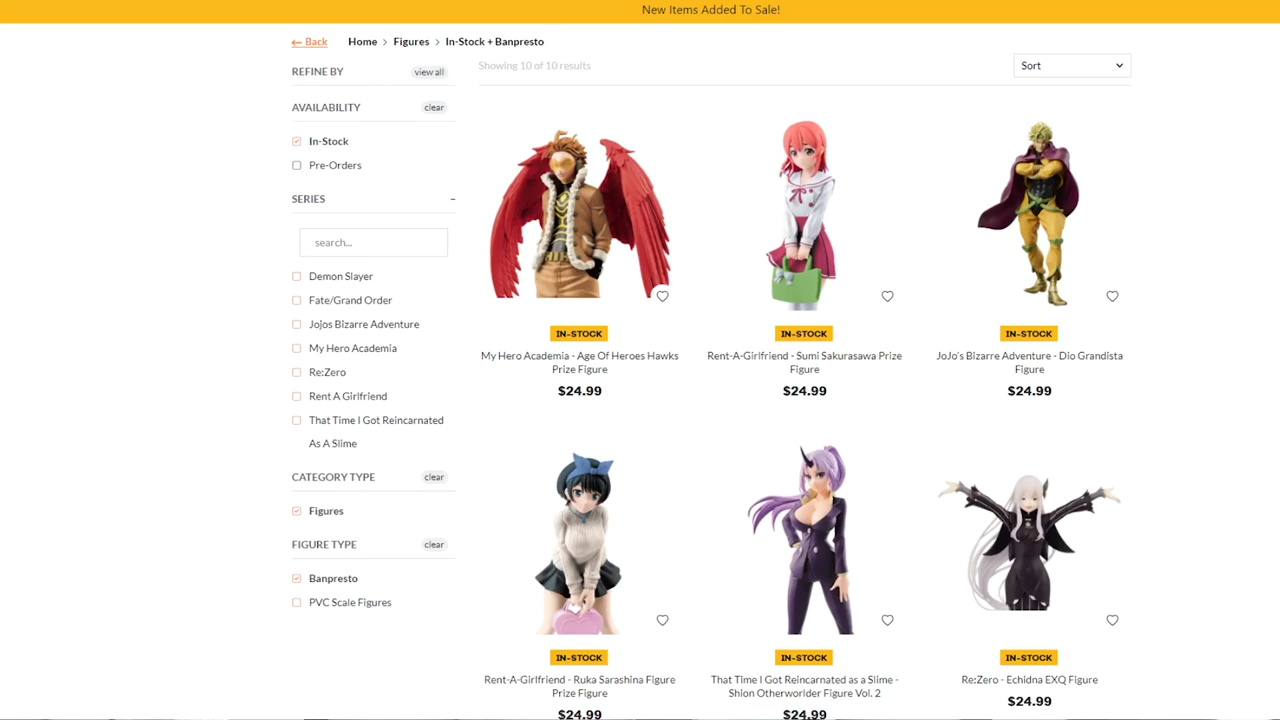 New Items Added To Sale!
← Back
Home > Figures > In-Stock + Banpresto
REFINE BY
view all
Showing 10 of 10 results
Sort
AVAILABILITY
clear
In-Stock
Pre-Orders
SERIES
–
search...
Demon Slayer
Fate/Grand Order
Jojos Bizarre Adventure
My Hero Academia
Re:Zero
Rent A Girlfriend
That Time I Got Reincarnated
As A Slime
CATEGORY TYPE
clear
Figures
FIGURE TYPE
clear
Banpresto
PVC Scale Figures
IN-STOCK
My Hero Academia - Age Of Heroes Hawks
Prize Figure
$24.99
IN-STOCK
Rent-A-Girlfriend - Sumi Sakurasawa Prize
Figure
$24.99
IN-STOCK
JoJo's Bizarre Adventure - Dio Grandista
Figure
$24.99
IN-STOCK
Rent-A-Girlfriend - Ruka Sarashina Figure
Prize Figure
$24.99
IN-STOCK
That Time I Got Reincarnated as a Slime -
Shion Otherworlder Figure Vol. 2
$24.99
IN-STOCK
Re:Zero - Echidna EXQ Figure
$24.99